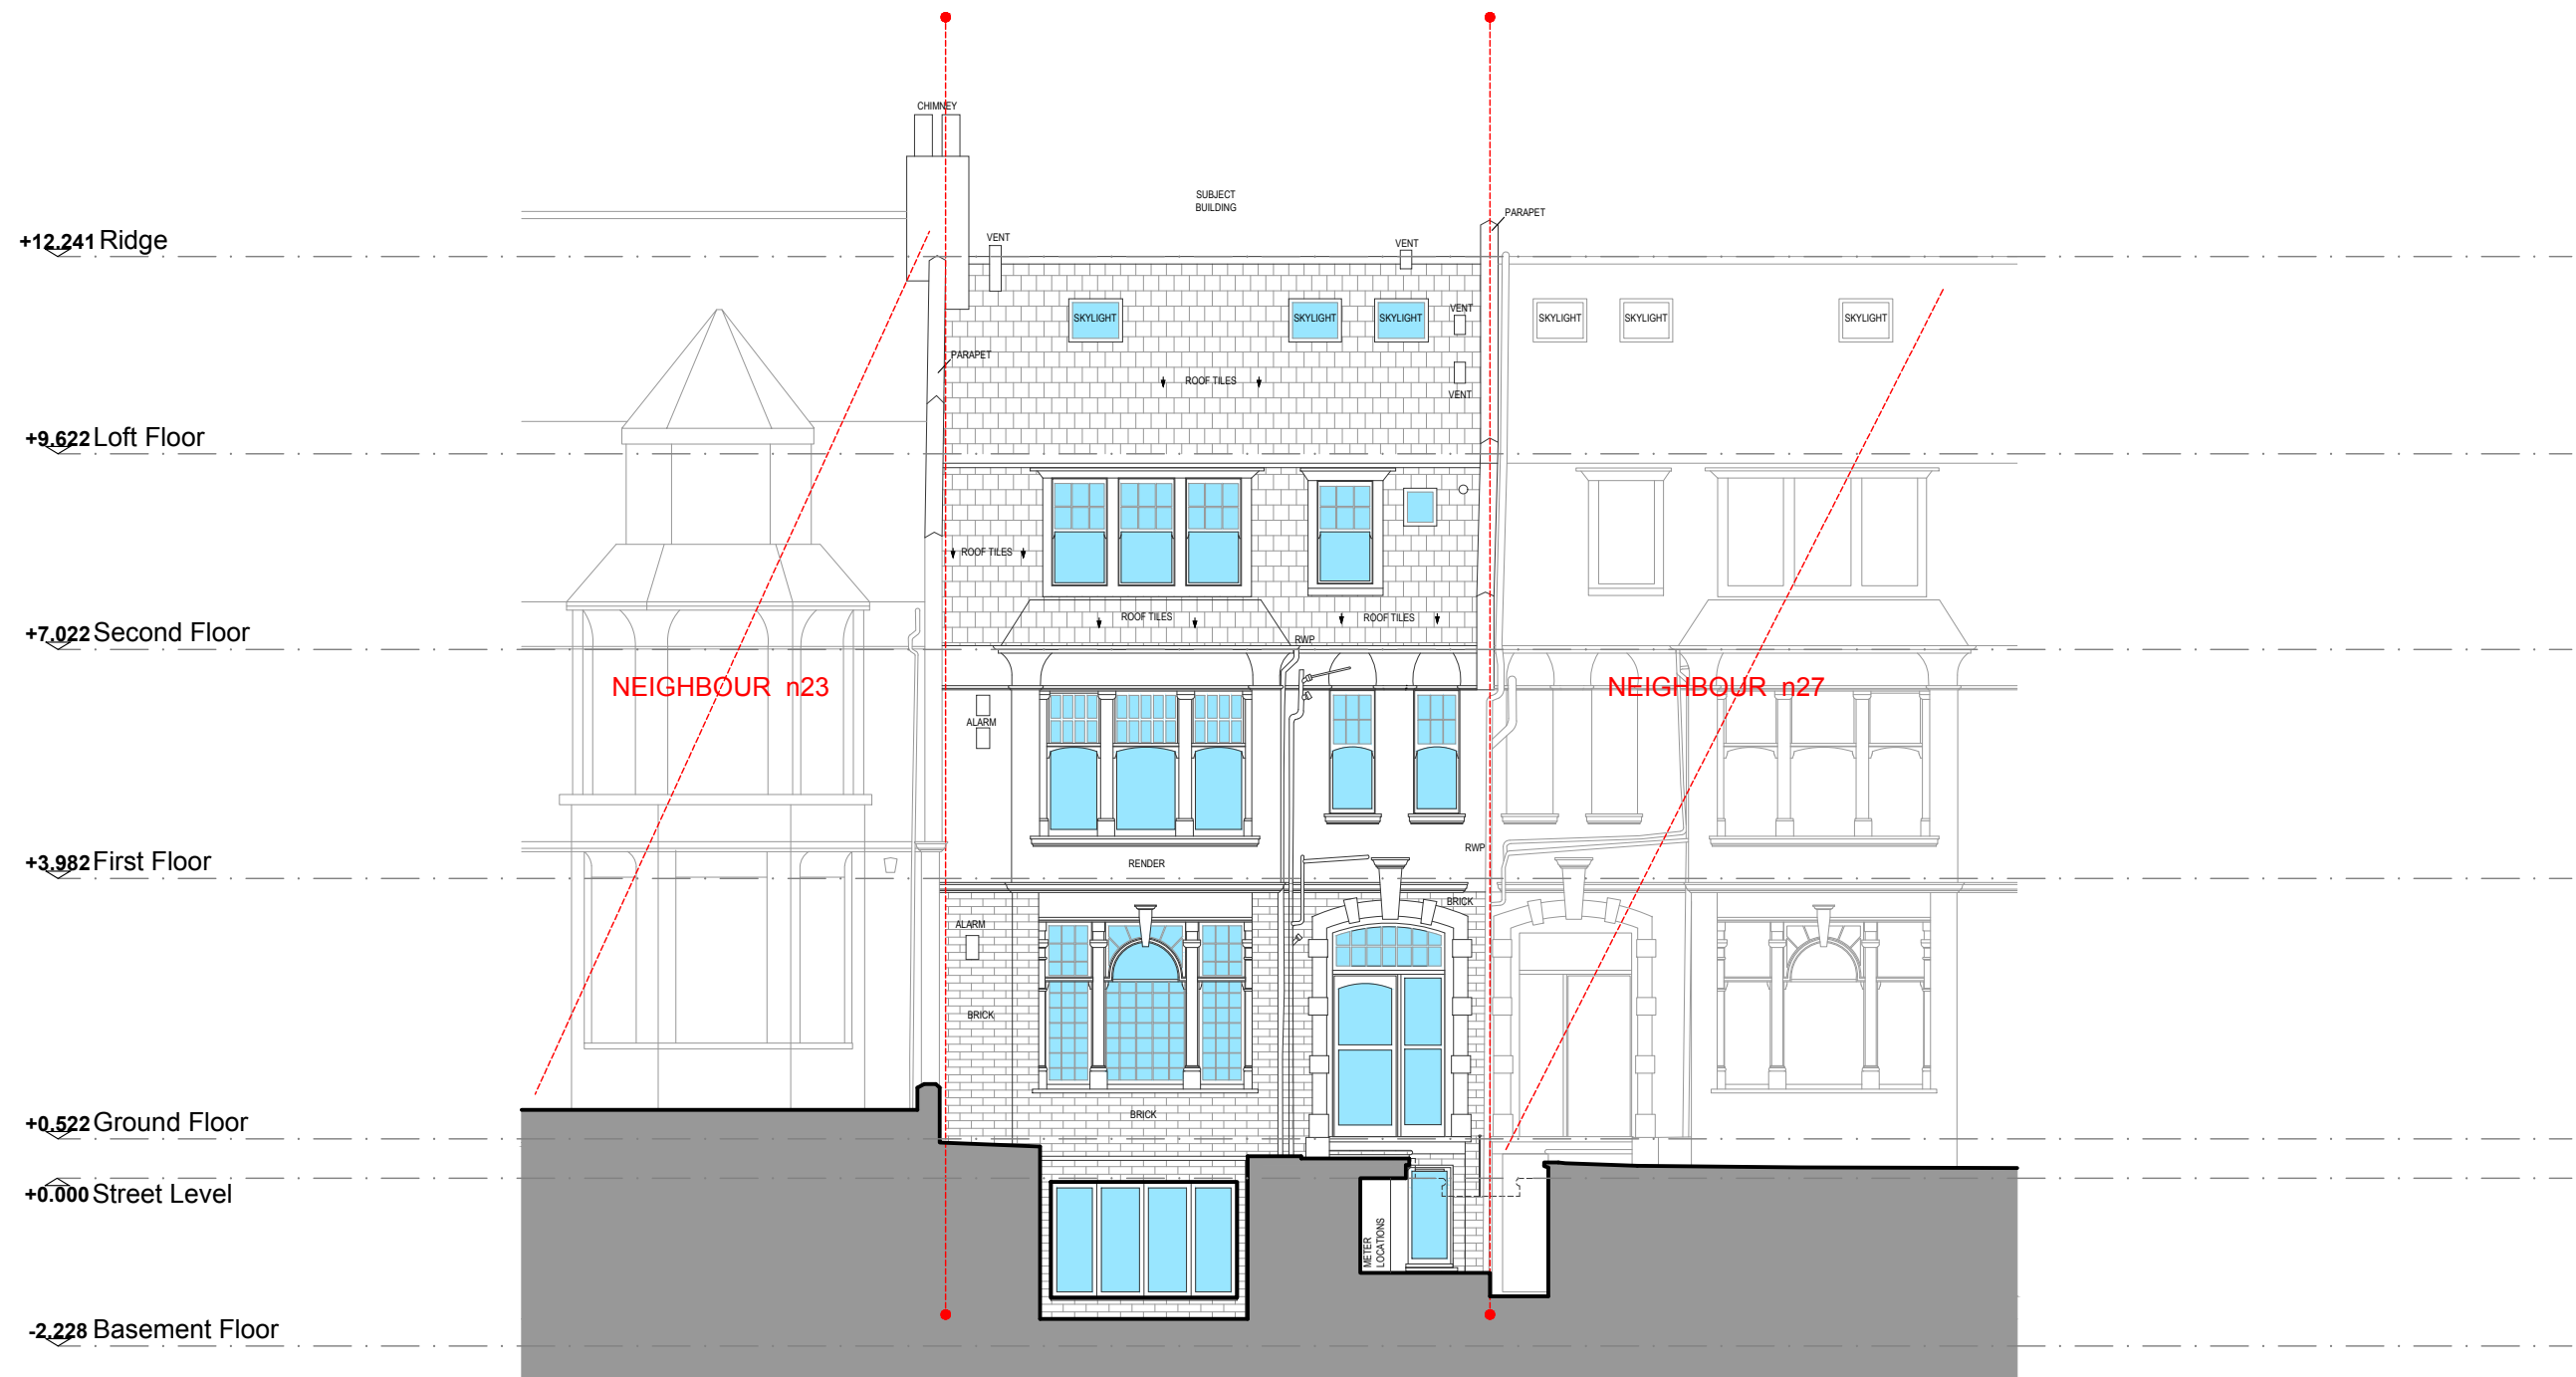 CHIMNEY
SUBJECT
BUILDING
PARAPET
+12.241 Ridge
VENT
VENT
SKYLIGHT
SKYLIGHT
SKYLIGHT
VENT
SKYLIGHT
SKYLIGHT
SKYLIGHT
PARAPET
ROOF TILES
VENT
+9.622 Loft Floor
ROOF TILES
ROOF TILES
ROOF TILES
+7.022 Second Floor
RWP
NEIGHBOUR n23
NEIGHBOUR n27
ALARM
+3.982 First Floor
RENDER
RWP
BRICK
ALARM
BRICK
BRICK
+0.522 Ground Floor
+0.000 Street Level
METER
LOCATIONS
-2.228 Basement Floor